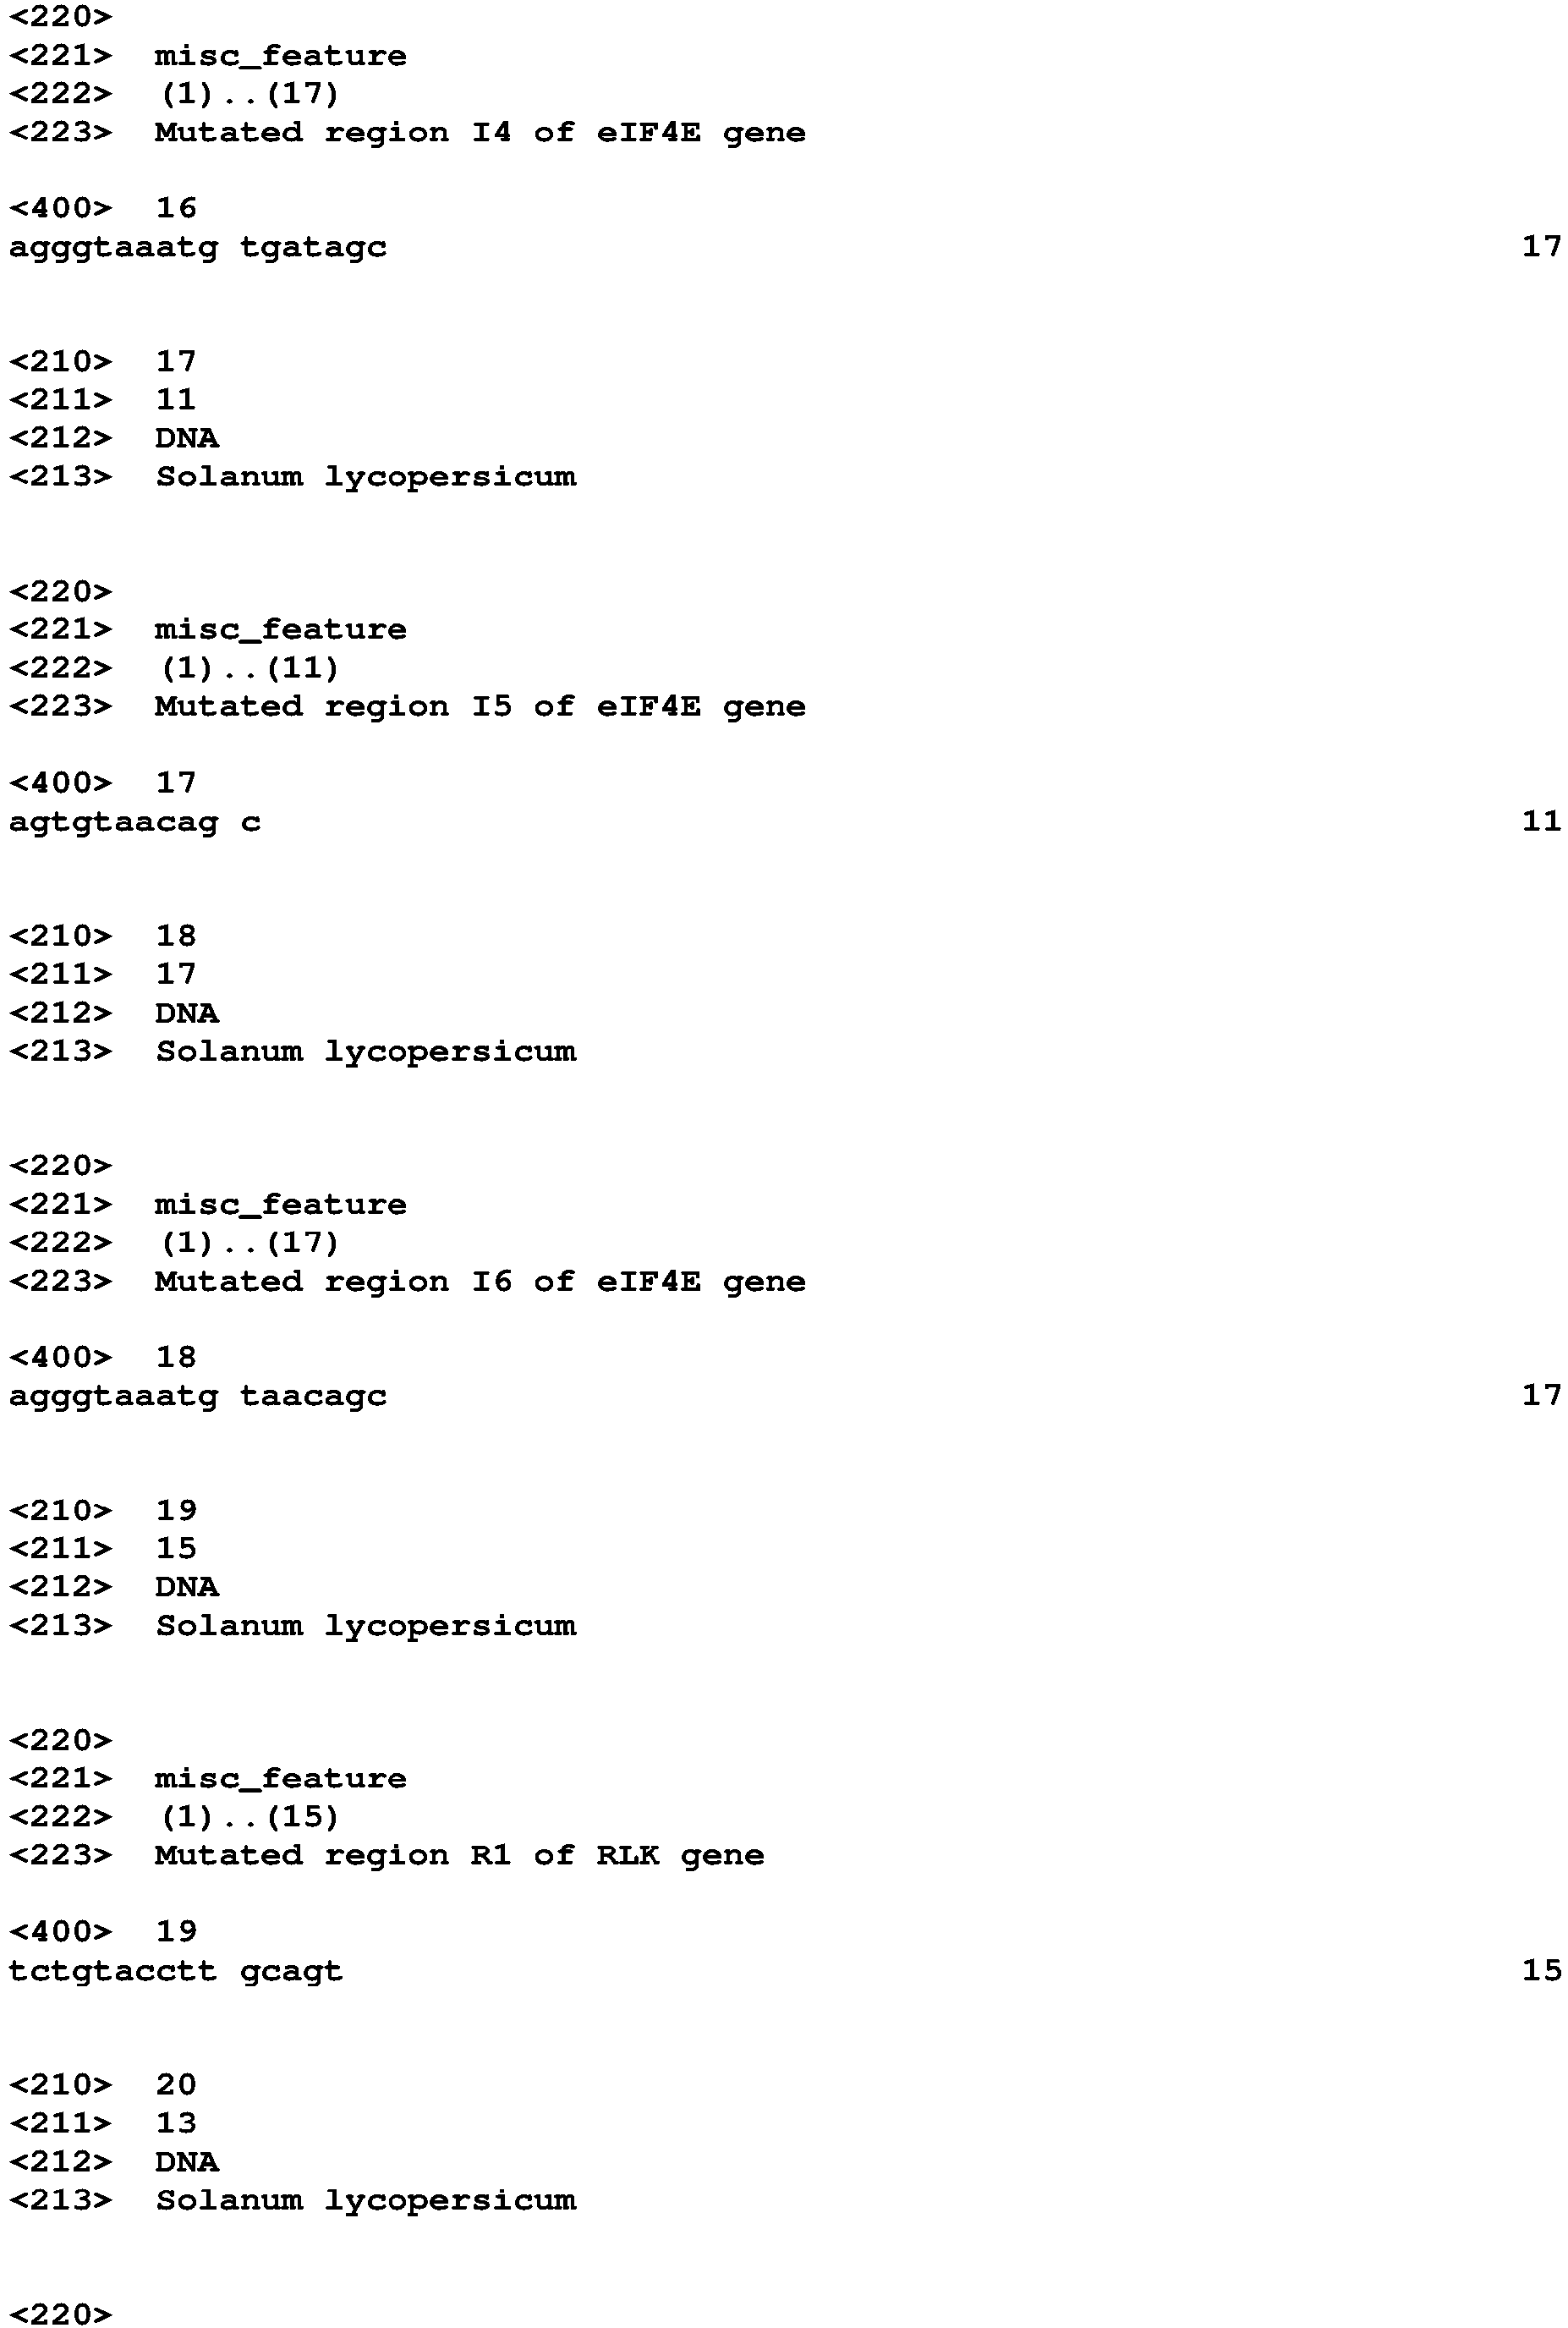 <220>
<221> misc_feature
<222> (1)..(17)
<223> Mutated region I4 of eIF4E gene
<400> 16
agggtaaatg tgatagc 17
<210> 17
<211> 11
<212> DNA
<213> Solanum lycopersicum
<220>
<221> misc_feature
<222> (1)..(11)
<223> Mutated region I5 of eIF4E gene
<400> 17
agtgtaacag c 11
<210> 18
<211> 17
<212> DNA
<213> Solanum lycopersicum
<220>
<221> misc_feature
<222> (1)..(17)
<223> Mutated region I6 of eIF4E gene
<400> 18
agggtaaatg taacagc 17
<210> 19
<211> 15
<212> DNA
<213> Solanum lycopersicum
<220>
<221> misc_feature
<222> (1)..(15)
<223> Mutated region R1 of RLK gene
<400> 19
tctgtacctt gcagt 15
<210> 20
<211> 13
<212> DNA
<213> Solanum lycopersicum
<220>